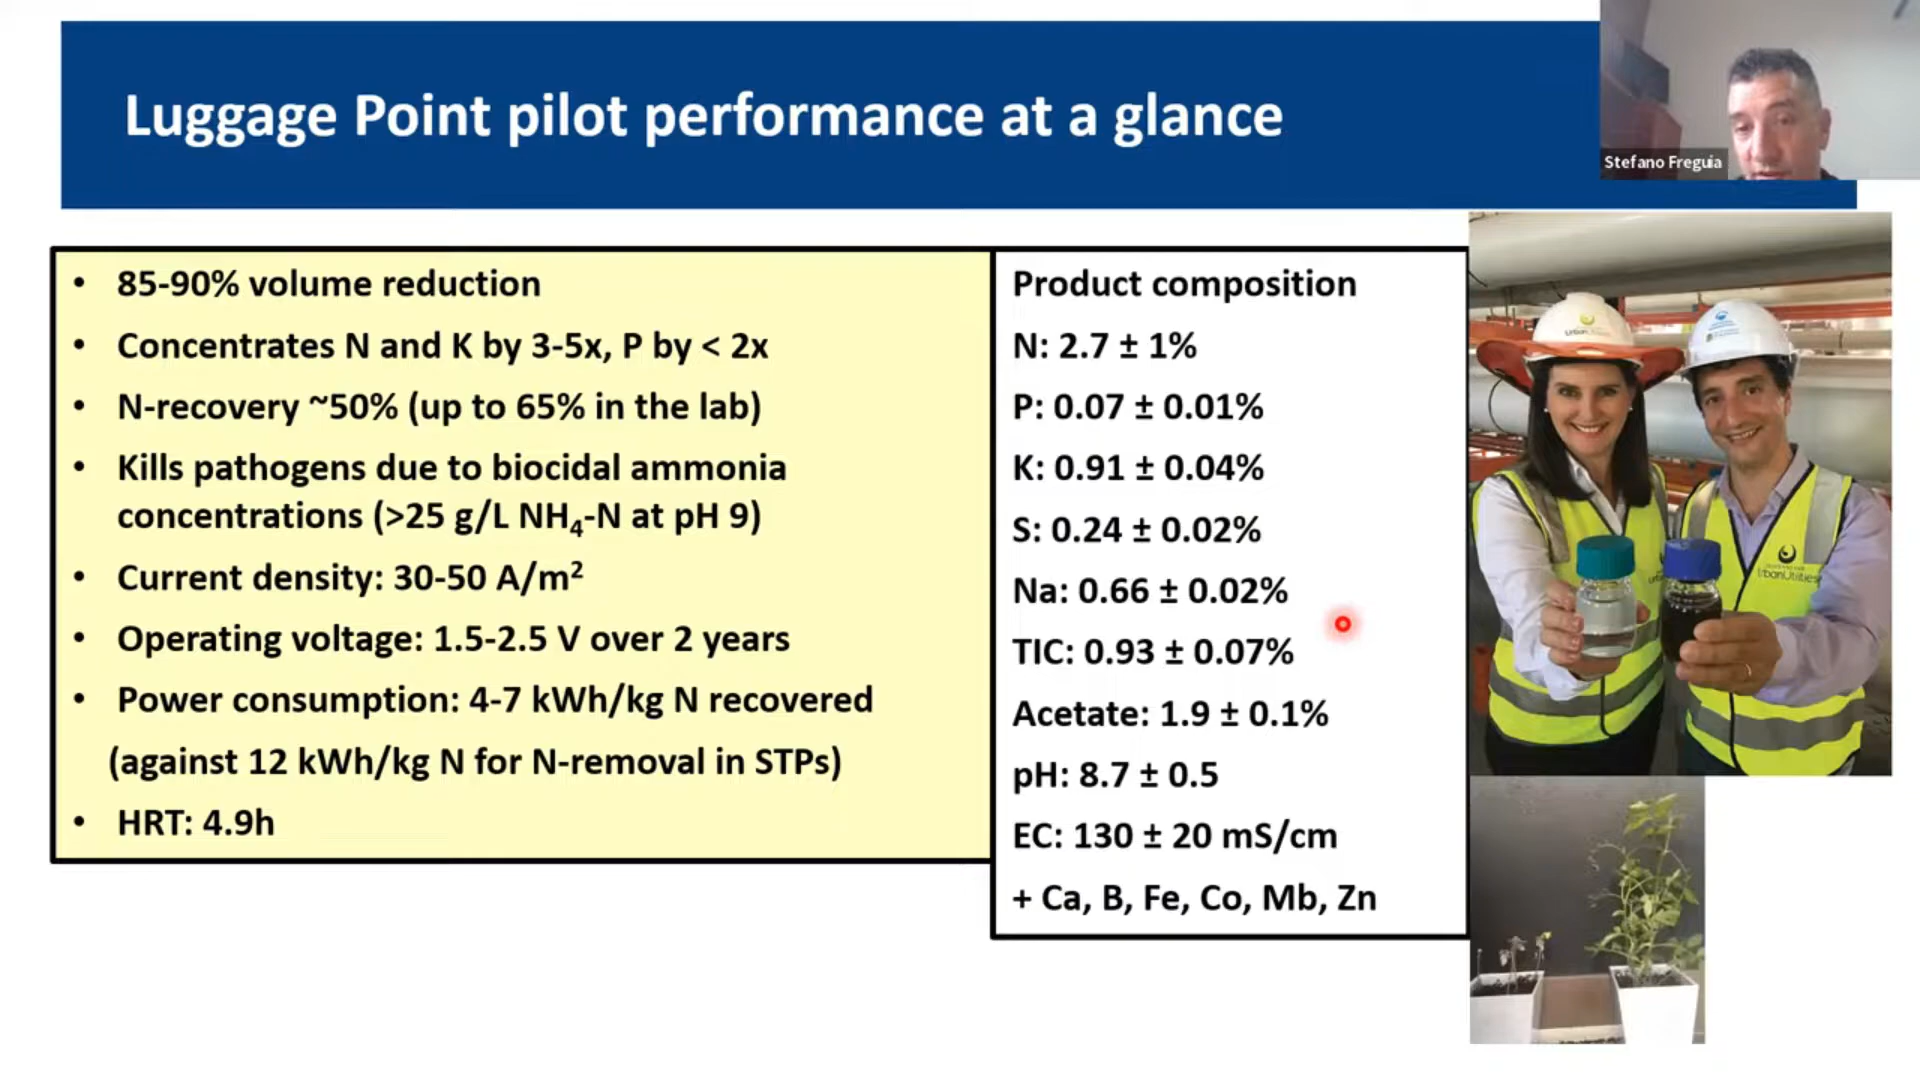 Luggage Point pilot performance at a glance
Stefano Freguia
• 85-90% volume reduction
• Concentrates N and K by 3-5x, P by < 2x
• N-recovery ~50% (up to 65% in the lab)
• Kills pathogens due to biocidal ammonia
concentrations (>25 g/L NH₄-N at pH 9)
• Current density: 30-50 A/m²
• Operating voltage: 1.5-2.5 V over 2 years
• Power consumption: 4-7 kWh/kg N recovered
(against 12 kWh/kg N for N-removal in STPs)
• HRT: 4.9h
Product composition
N: 2.7 ± 1%
P: 0.07 ± 0.01%
K: 0.91 ± 0.04%
S: 0.24 ± 0.02%
Na: 0.66 ± 0.02%
TIC: 0.93 ± 0.07%
Acetate: 1.9 ± 0.1%
pH: 8.7 ± 0.5
EC: 130 ± 20 mS/cm
+ Ca, B, Fe, Co, Mb, Zn
Urban
UrbanUtilities